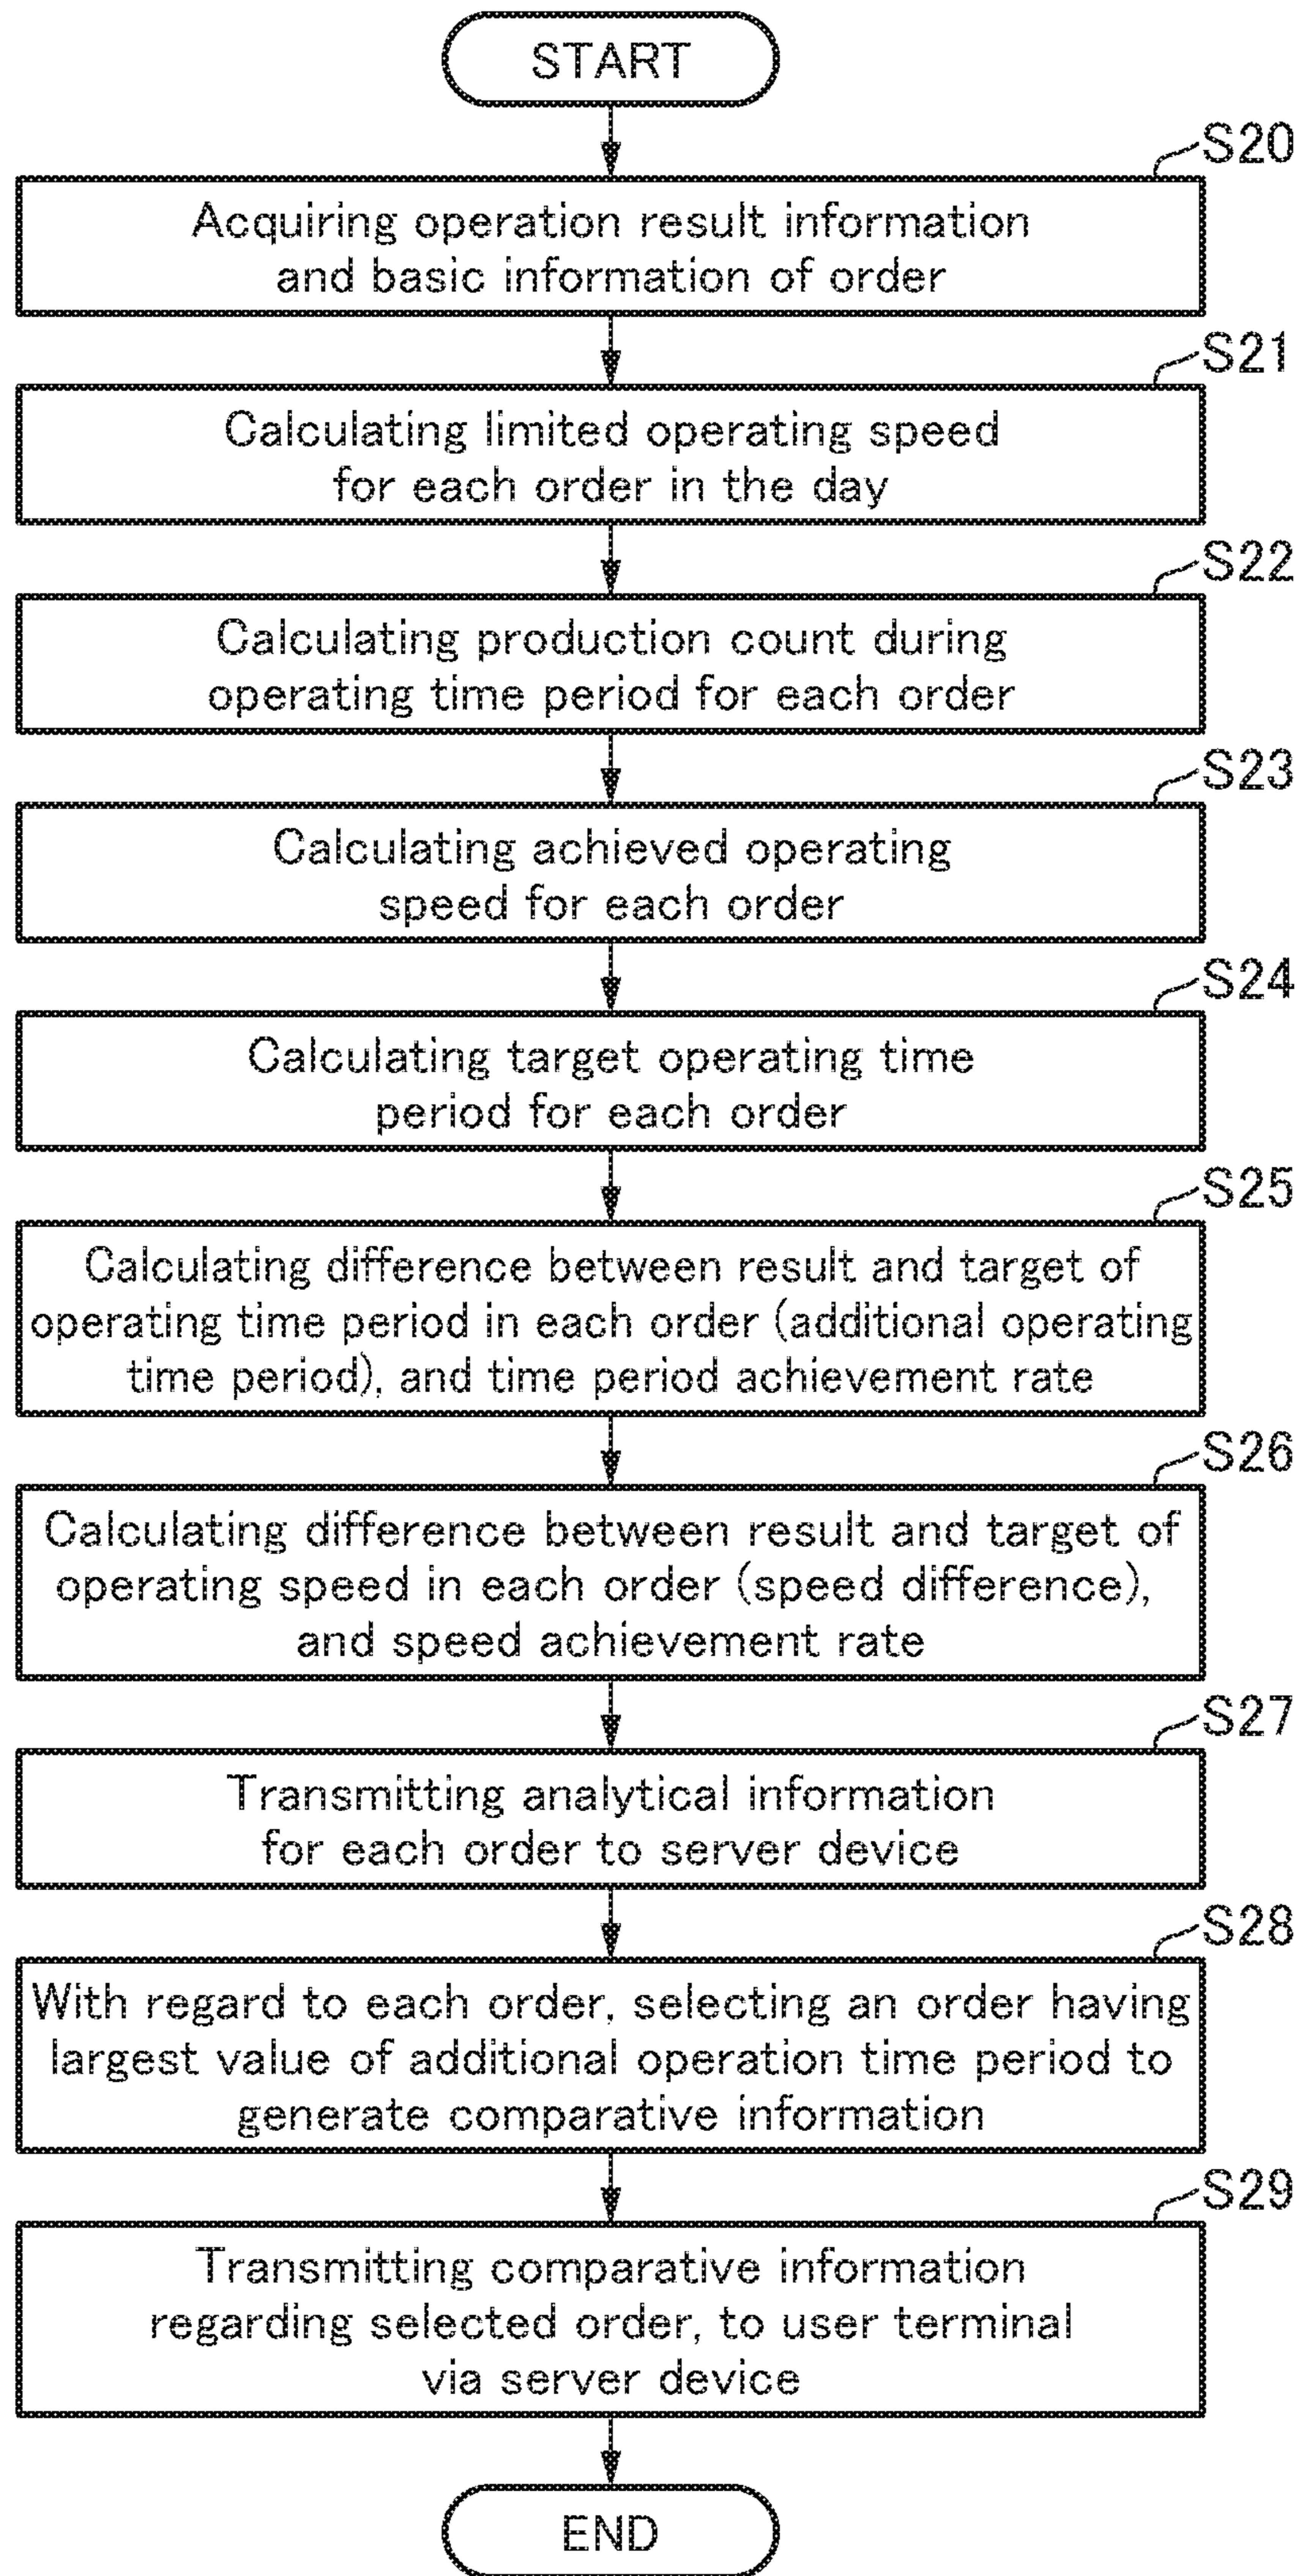 START
S20
Acquiring operation result information
and basic information of order
S21
Calculating limited operating speed
for each order in the day
S22
Calculating production count during
operating time period for each order
S23
Calculating achieved operating
speed for each order
S24
Calculating target operating time
period for each order
S25
Calculating difference between result and target of
operating time period in each order (additional operating
time period), and time period achievement rate
S26
Calculating difference between result and target of
operating speed in each order (speed difference),
and speed achievement rate
S27
Transmitting analytical information
for each order to server device
S28
With regard to each order, selecting an order having
largest value of additional operation time period to
generate comparative information
S29
Transmitting comparative information
regarding selected order, to user terminal
via server device
END